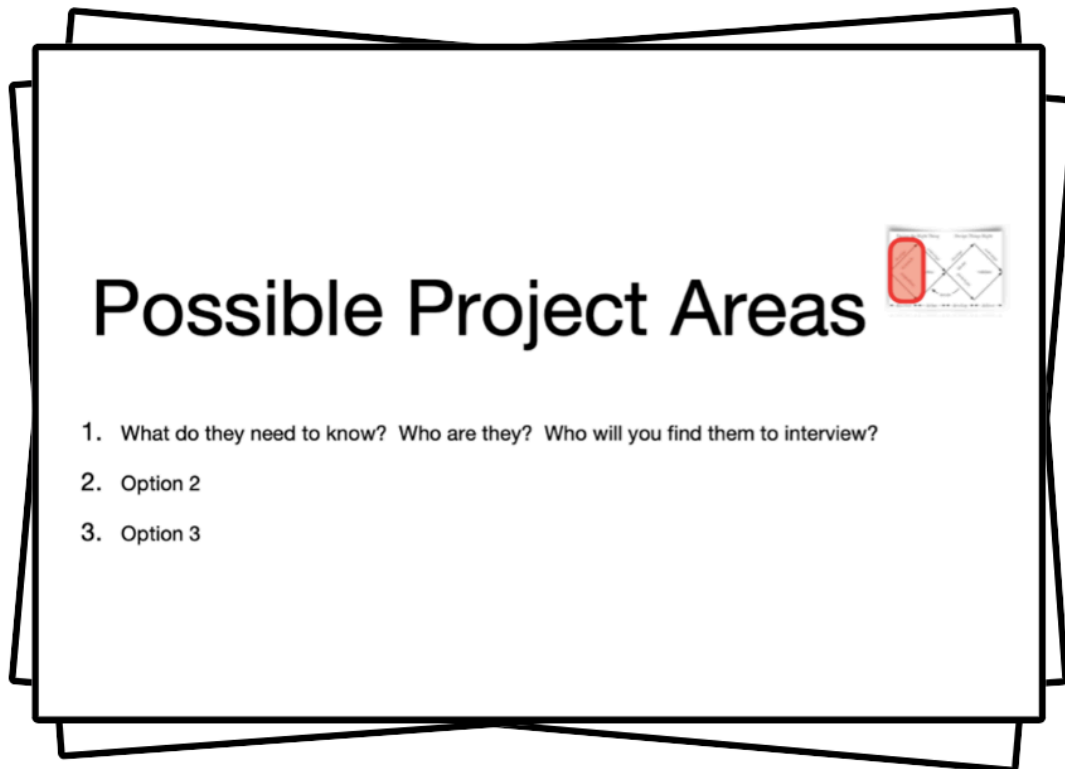 Possible Project Areas
1. What do they need to know?  Who are they?  Who will you find them to interview?
2. Option 2
3. Option 3